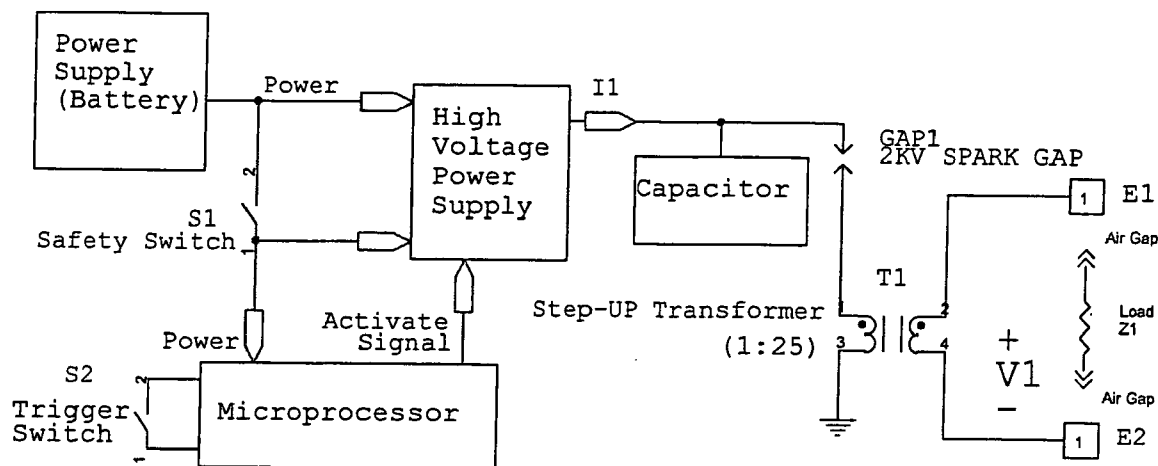 Power
Supply
(Battery)
Power
2
S1
Safety Switch
1
High
Voltage
Power
Supply
I1
Capacitor
GAP1
2KV SPARK GAP
1
E1
Air Gap
T1
Step-UP Transformer
(1:25)
1
3
2
4
+
V1
-
Load
Z1
Air Gap
1
E2
Power
Activate
Signal
S2
2
Trigger
Switch
1
Microprocessor